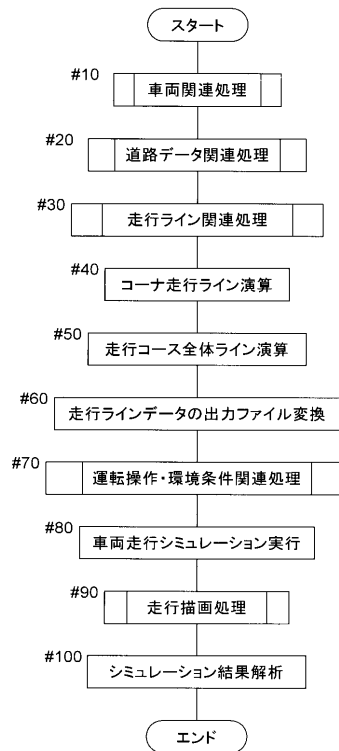 スタート
#10
車両関連処理
#20
道路データ関連処理
#30
走行ライン関連処理
#40
コーナ走行ライン演算
#50
走行コース全体ライン演算
#60
走行ラインデータの出力ファイル変換
#70
運転操作・環境条件関連処理
#80
車両走行シミュレーション実行
#90
走行描画処理
#100
シミュレーション結果解析
エンド